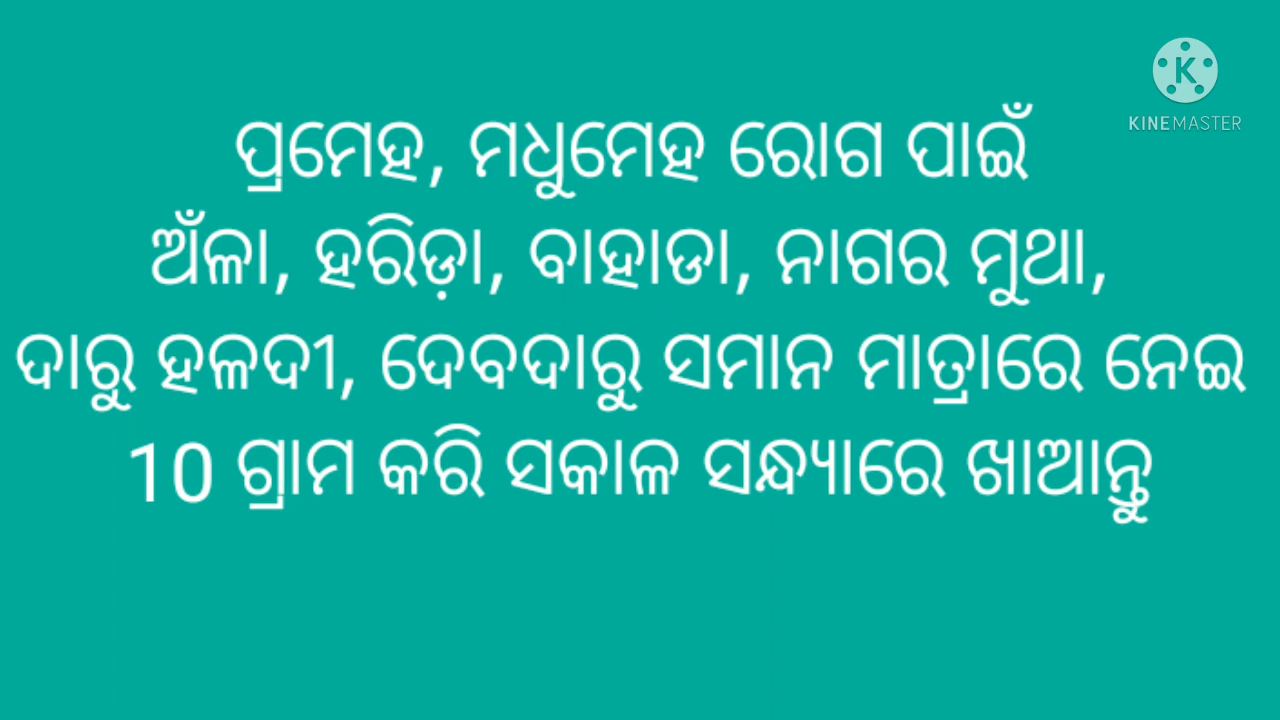 KINEMASTER
ପ୍ରମେହ, ମଧୁମେହ ରୋଗ ପାଇଁ
ଅଁଳା, ହରିଡ଼ା, ବାହାଡା, ନାଗର ମୁଥା,
ଦାରୁ ହଳଦୀ, ଦେବଦାରୁ ସମାନ ମାତ୍ରାରେ ନେଇ
10 ଗ୍ରାମ କରି ସକାଳ ସନ୍ଧ୍ୟାରେ ଖାଆନ୍ତୁ